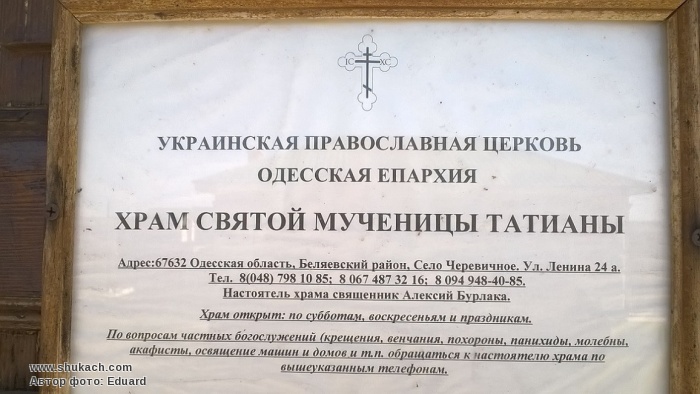 IC XC
УКРАИНСКАЯ ПРАВОСЛАВНАЯ ЦЕРКОВЬ
ОДЕССКАЯ ЕПАРХИЯ
ХРАМ СВЯТОЙ МУЧЕНИЦЫ ТАТИАНЫ
Адрес:67632 Одесская область, Беляевский район, Село Черевичное. Ул. Ленина 24 а.
Тел. 8(048) 798 10 85; 8 067 487 32 16; 8 094 948-40-85.
Настоятель храма священник Алексий Бурлака.
Храм открыт: по субботам, воскресеньям и праздникам.
По вопросам частных богослужений (крещения, венчания, похороны, панихиды, молебны,
акафисты, освящение машин и домов и т.п. обращаться к настоятелю храма по
вышеуказанным телефонам.
www.shukach.com
Автор фото: Eduard